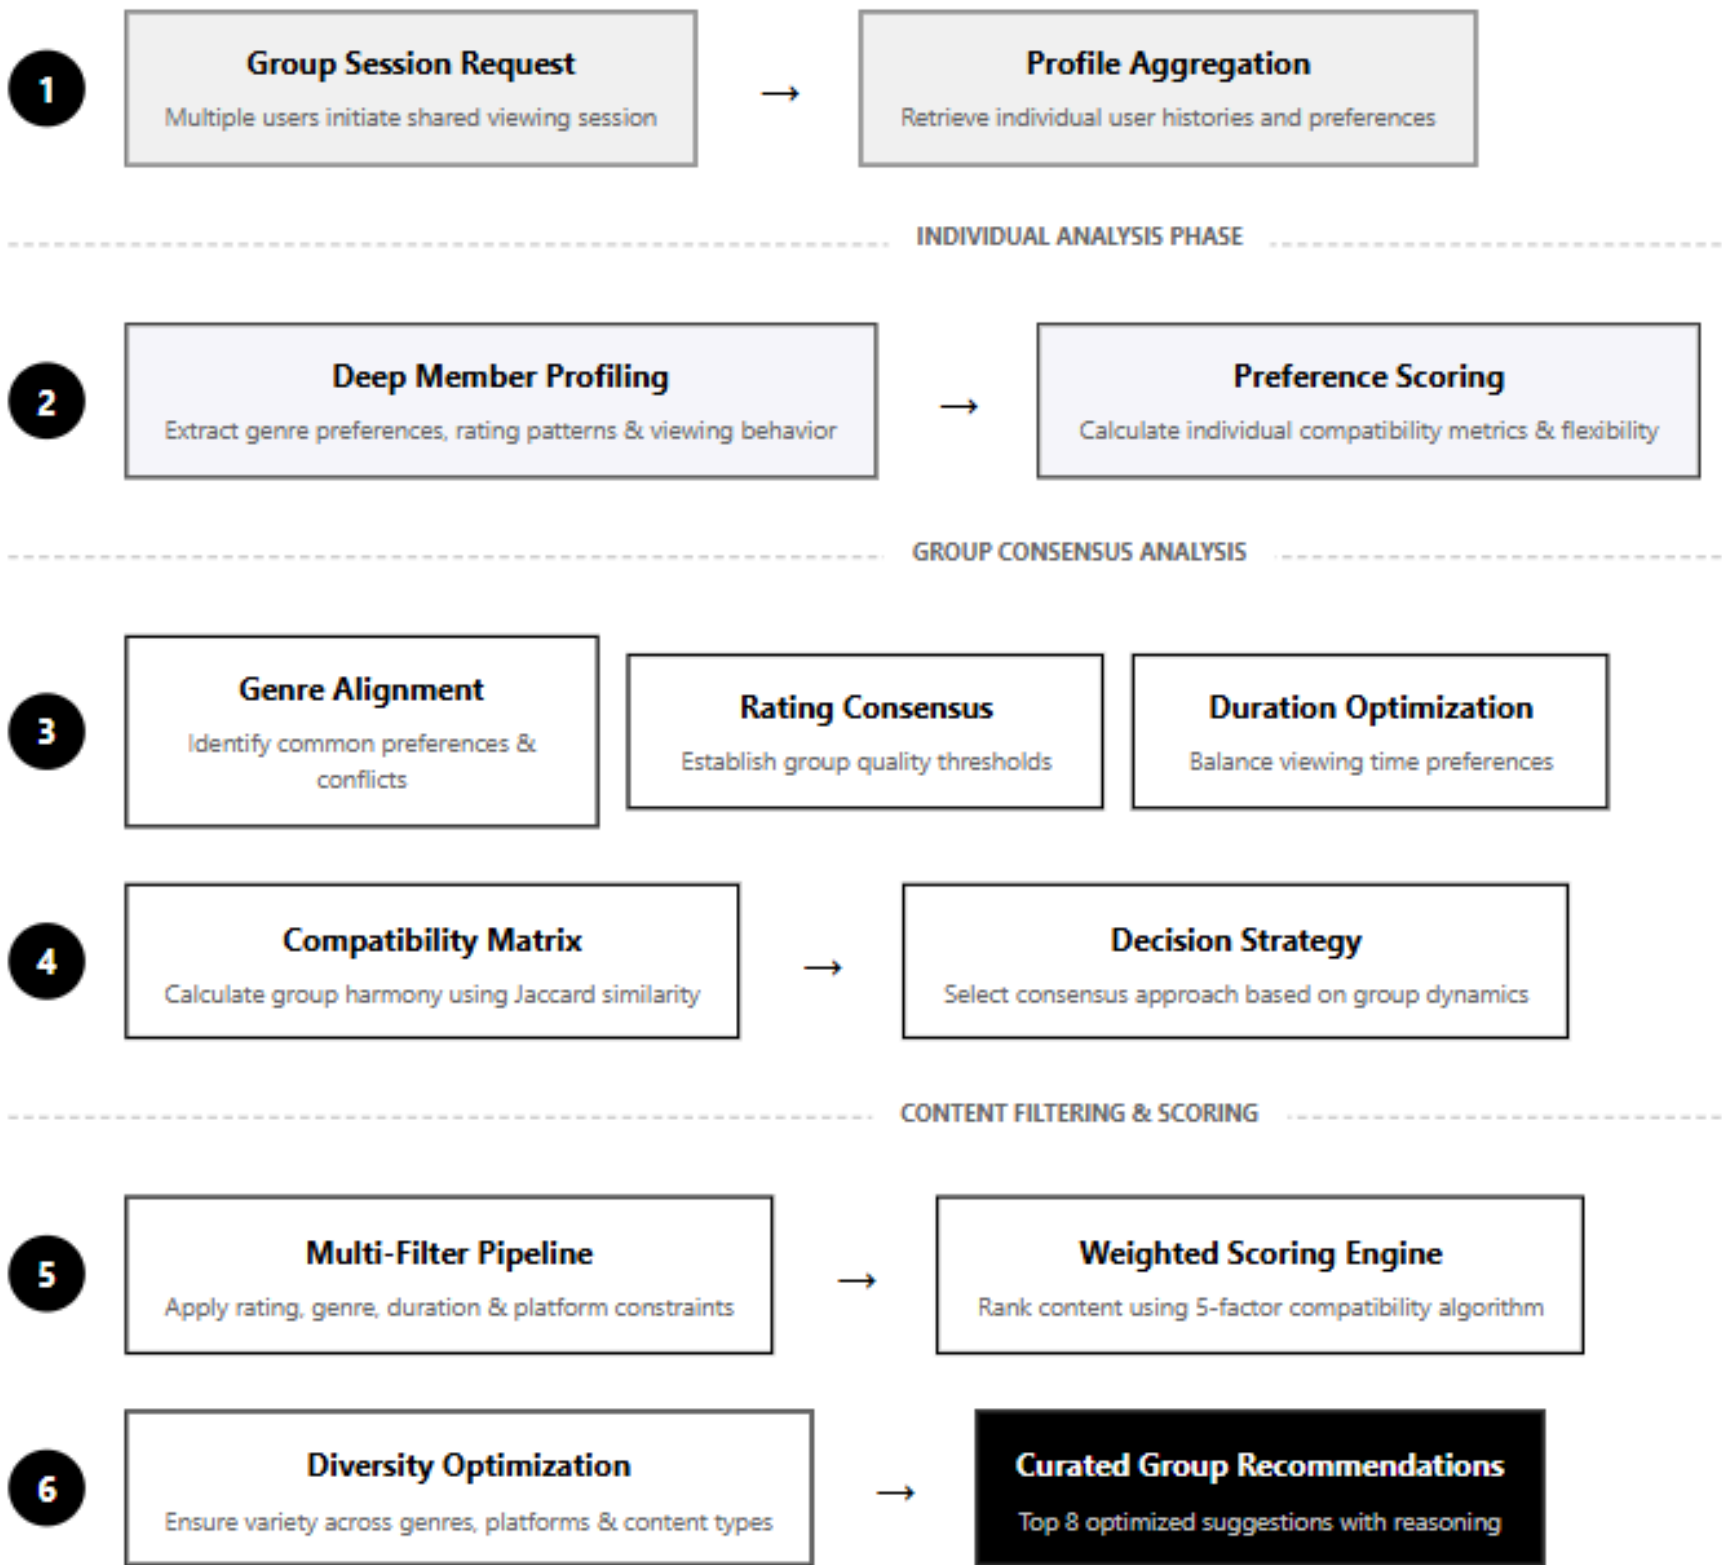 1
Group Session Request
Multiple users initiate shared viewing session
→
Profile Aggregation
Retrieve individual user histories and preferences
INDIVIDUAL ANALYSIS PHASE
2
Deep Member Profiling
Extract genre preferences, rating patterns & viewing behavior
→
Preference Scoring
Calculate individual compatibility metrics & flexibility
GROUP CONSENSUS ANALYSIS
3
Genre Alignment
Identify common preferences &
conflicts
Rating Consensus
Establish group quality thresholds
Duration Optimization
Balance viewing time preferences
4
Compatibility Matrix
Calculate group harmony using Jaccard similarity
→
Decision Strategy
Select consensus approach based on group dynamics
CONTENT FILTERING & SCORING
5
Multi-Filter Pipeline
Apply rating, genre, duration & platform constraints
→
Weighted Scoring Engine
Rank content using 5-factor compatibility algorithm
6
Diversity Optimization
Ensure variety across genres, platforms & content types
→
Curated Group Recommendations
Top 8 optimized suggestions with reasoning